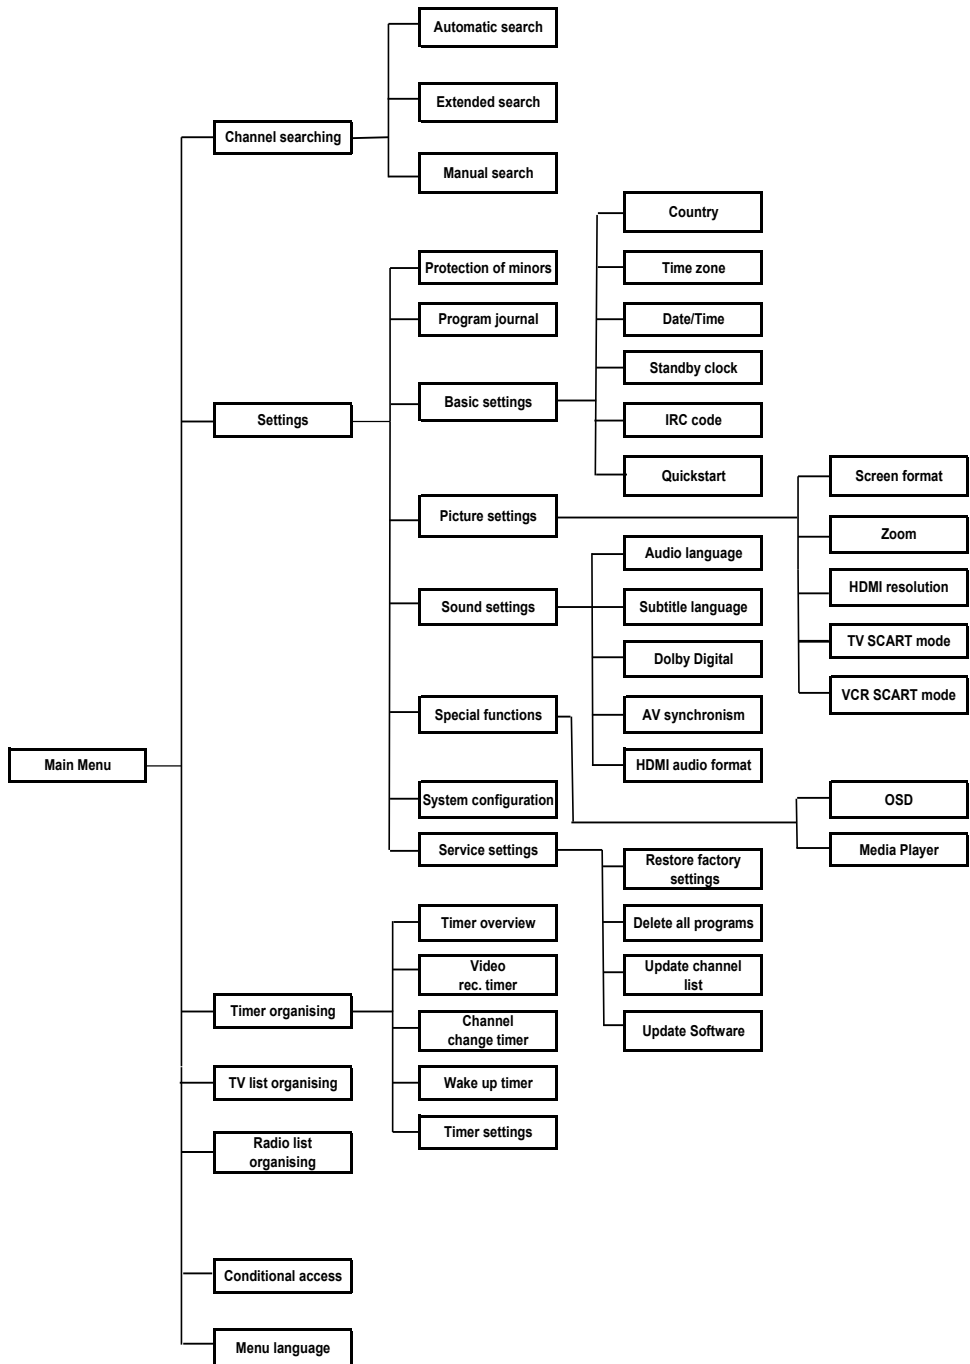 Main Menu
Channel searching
Automatic search
Extended search
Manual search
Settings
Protection of minors
Program journal
Basic settings
Country
Time zone
Date/Time
Standby clock
IRC code
Quickstart
Picture settings
Screen format
Zoom
HDMI resolution
TV SCART mode
VCR SCART mode
Sound settings
Audio language
Subtitle language
Dolby Digital
AV synchronism
HDMI audio format
Special functions
OSD
Media Player
System configuration
Service settings
Restore factory
settings
Delete all programs
Update channel
list
Update Software
Timer organising
Timer overview
Video
rec. timer
Channel
change timer
Wake up timer
Timer settings
TV list organising
Radio list
organising
Conditional access
Menu language